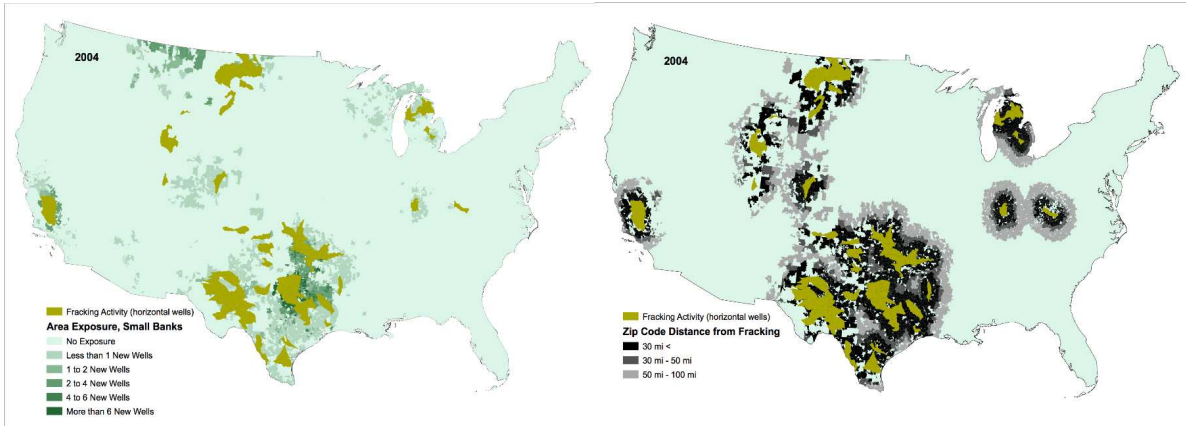 2004
Fracking Activity (horizontal wells)
Area Exposure, Small Banks
No Exposure
Less than 1 New Wells
1 to 2 New Wells
2 to 4 New Wells
4 to 6 New Wells
More than 6 New Wells
2004
Fracking Activity (horizontal wells)
Zip Code Distance from Fracking
30 mi <
30 mi - 50 mi
50 mi - 100 mi